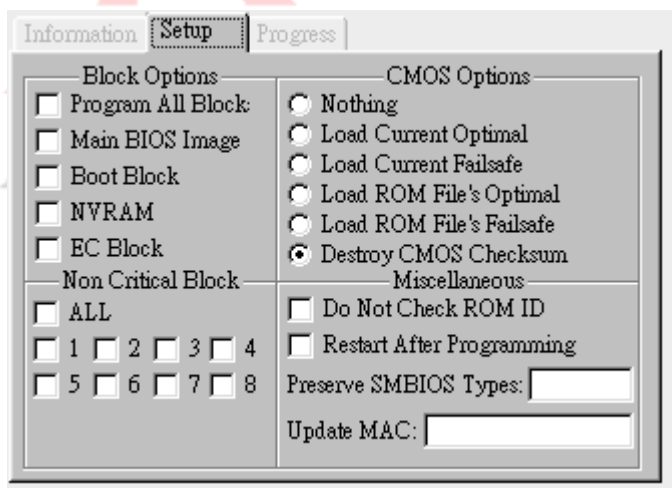 Information Setup Progress
Block Options
Program All Block:
Main BIOS Image
Boot Block
NVRAM
EC Block
Non Critical Block
ALL
1 2 3 4
5 6 7 8
CMOS Options
Nothing
Load Current Optimal
Load Current Failsafe
Load ROM File's Optimal
Load ROM File's Failsafe
Destroy CMOS Checksum
Miscellaneous
Do Not Check ROM ID
Restart After Programming
Preserve SMBIOS Types:
Update MAC: